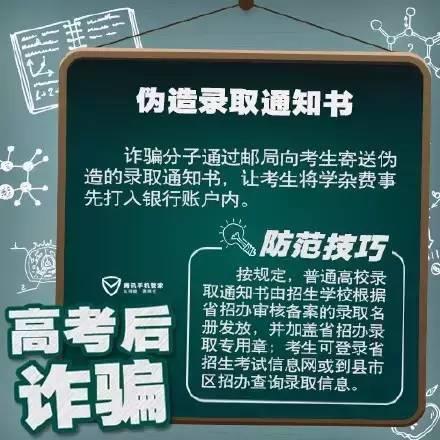 伪造录取通知书
诈骗分子通过邮局向考生寄送伪
造的录取通知书，让考生将学杂费事
先打入银行账户内。
防范技巧
按规定，普通高校录
取通知书由招生学校根据
省招办审核备案的录取名
册发放，并加盖省招办录
取专用章；考生可登录省
招生考试信息网或到县市
区招办查询录取信息。
腾讯手机管家
高考后
诈骗